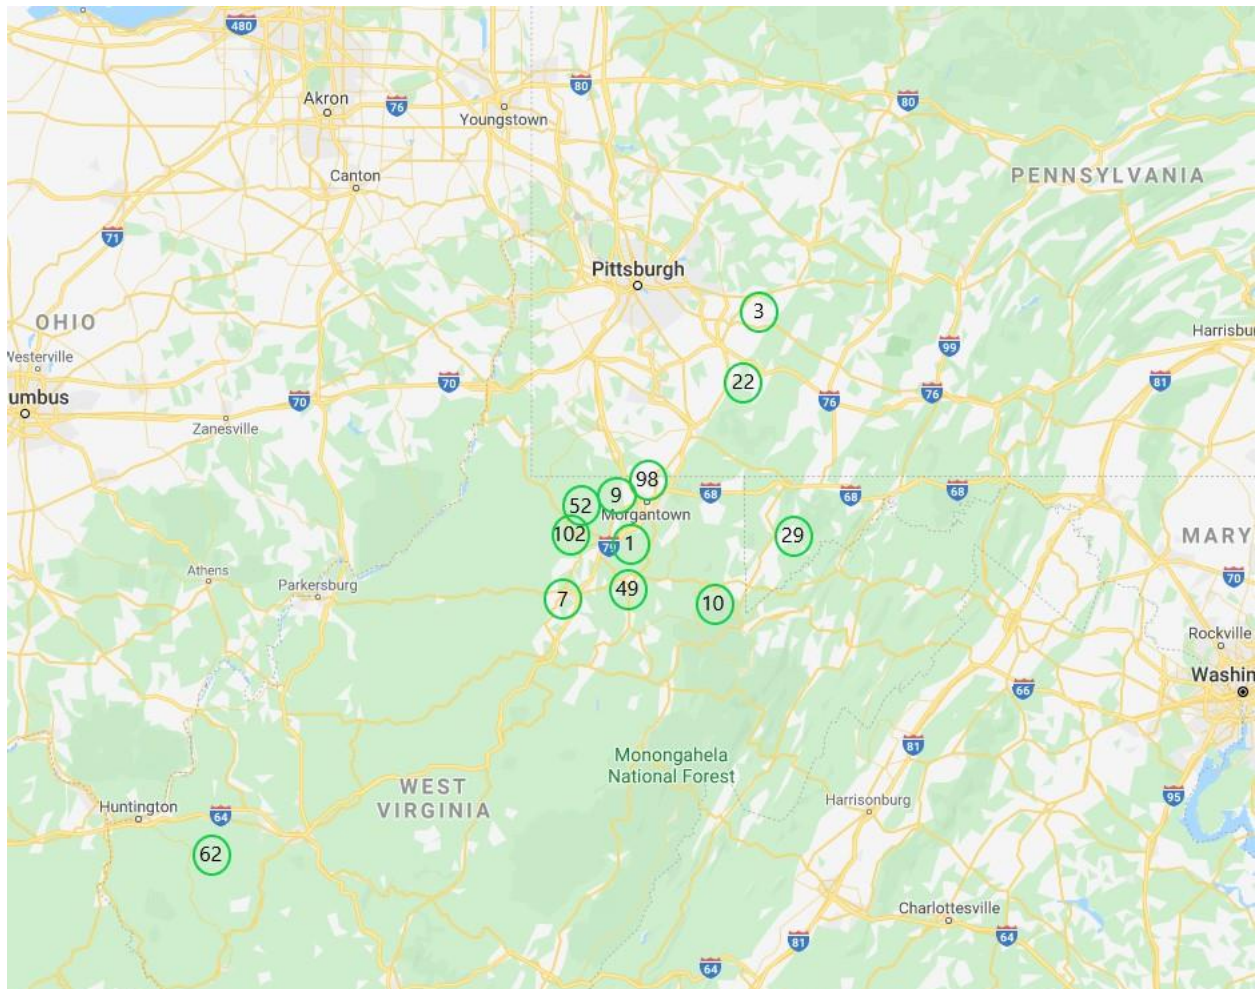 480
Akron
76
80
Youngstown
80
Canton
PENNSYLVANIA
71
Pittsburgh
3
OHIO
Harrisbur
99
Westerville
70
22
81
70
76
76
umbus
Zanesville
98
9
68
68
68
52
Morgantown
102
79
1
29
MARY
Athens
Parkersburg
7
49
10
70
Rockville
Washin
66
81
Monongahela
National Forest
WEST
VIRGINIA
95
Huntington
64
Harrisonburg
62
Charlottesville
81
64
64